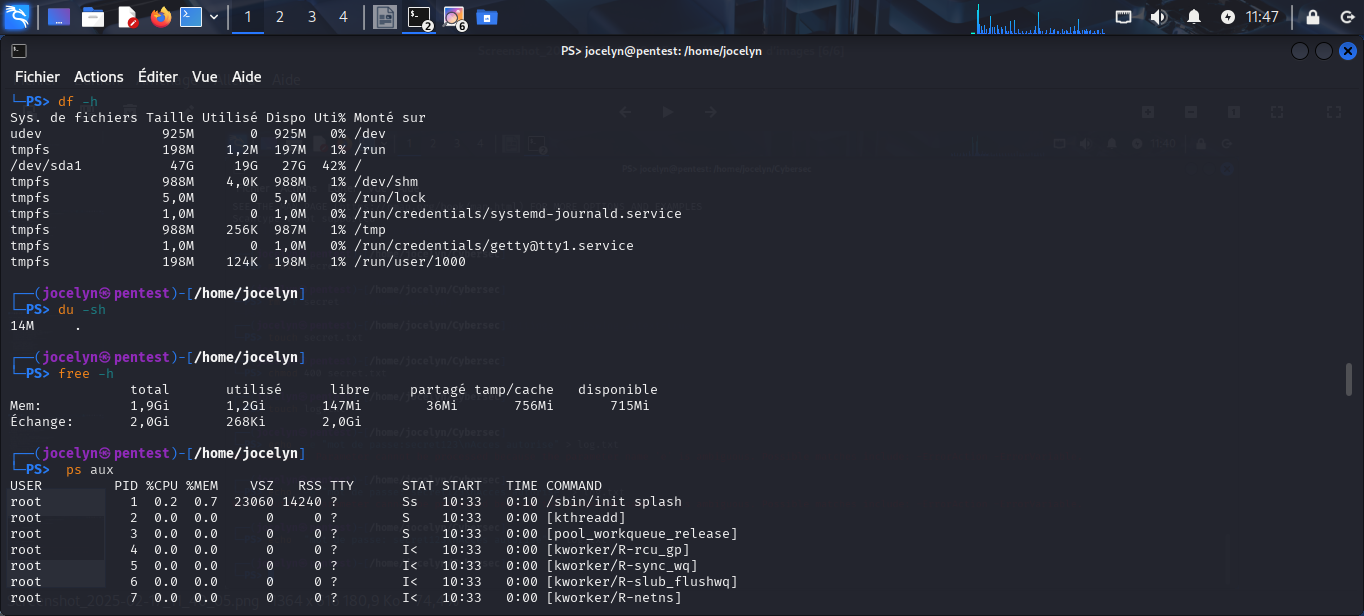 1 2 3 4 2 6 11:47
PS> jocelyn@pentest: /home/jocelyn
Fichier Actions Éditer Vue Aide
└─PS> df -h
Sys. de fichiers Taille Utilisé Dispo Uti% Monté sur
udev 925M 0 925M 0% /dev
tmpfs 198M 1,2M 197M 1% /run
/dev/sda1 47G 19G 27G 42% /
tmpfs 988M 4,0K 988M 1% /dev/shm
tmpfs 5,0M 0 5,0M 0% /run/lock
tmpfs 1,0M 0 1,0M 0% /run/credentials/systemd-journald.service
tmpfs 988M 256K 987M 1% /tmp
tmpfs 1,0M 0 1,0M 0% /run/credentials/getty@tty1.service
tmpfs 198M 124K 198M 1% /run/user/1000
┌──(jocelyn㉿pentest)-[/home/jocelyn]
└─PS> du -sh
14M .
┌──(jocelyn㉿pentest)-[/home/jocelyn]
└─PS> free -h
total utilisé libre partagé tamp/cache disponible
Mem: 1,9Gi 1,2Gi 147Mi 36Mi 756Mi 715Mi
Échange: 2,0Gi 268Ki 2,0Gi
┌──(jocelyn㉿pentest)-[/home/jocelyn]
└─PS> ps aux
USER PID %CPU %MEM VSZ RSS TTY STAT START TIME COMMAND
root 1 0.2 0.7 23060 14240 ? Ss 10:33 0:10 /sbin/init splash
root 2 0.0 0.0 0 0 ? S 10:33 0:00 [kthreadd]
root 3 0.0 0.0 0 0 ? S 10:33 0:00 [pool_workqueue_release]
root 4 0.0 0.0 0 0 ? I< 10:33 0:00 [kworker/R-rcu_gp]
root 5 0.0 0.0 0 0 ? I< 10:33 0:00 [kworker/R-sync_wq]
root 6 0.0 0.0 0 0 ? I< 10:33 0:00 [kworker/R-slub_flushwq]
root 7 0.0 0.0 0 0 ? I< 10:33 0:00 [kworker/R-netns]